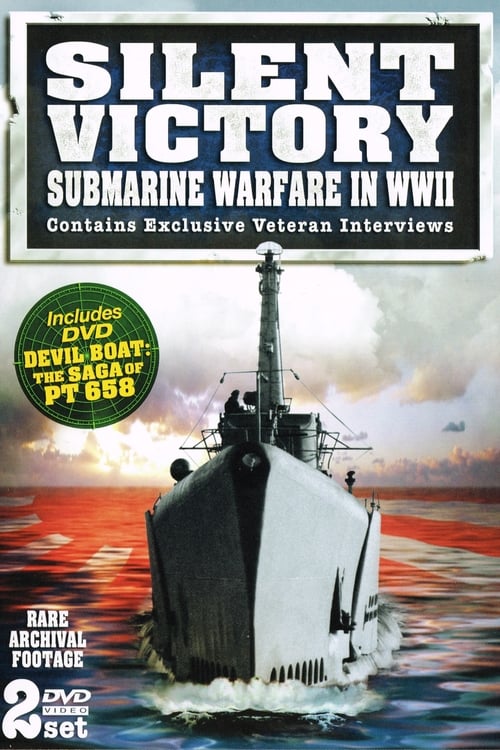 SILENT
VICTORY
SUBMARINE WARFARE IN WWII
Contains Exclusive Veteran Interviews
Includes
DVD
DEVIL BOAT:
THE SAGA OF
PT 658
RARE
ARCHIVAL
FOOTAGE
2 DVD
VIDEO
set